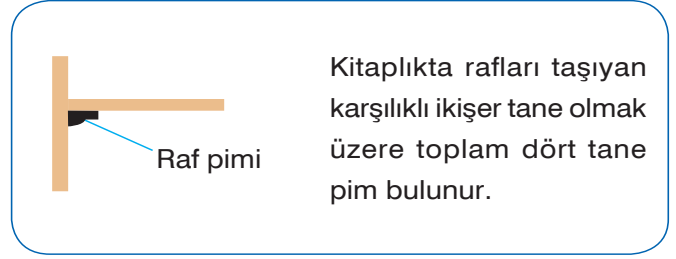 Kitaplıkta rafları taşıyan
karşılıklı ikişer tane olmak
üzere toplam dört tane
pim bulunur.
Raf pimi